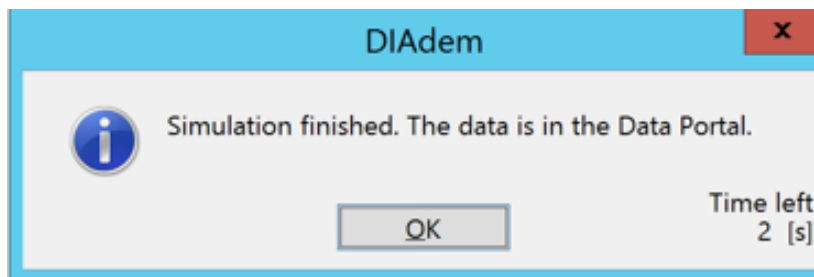 DIAdem
x
Simulation finished. The data is in the Data Portal.
OK
Time left
2 [s]